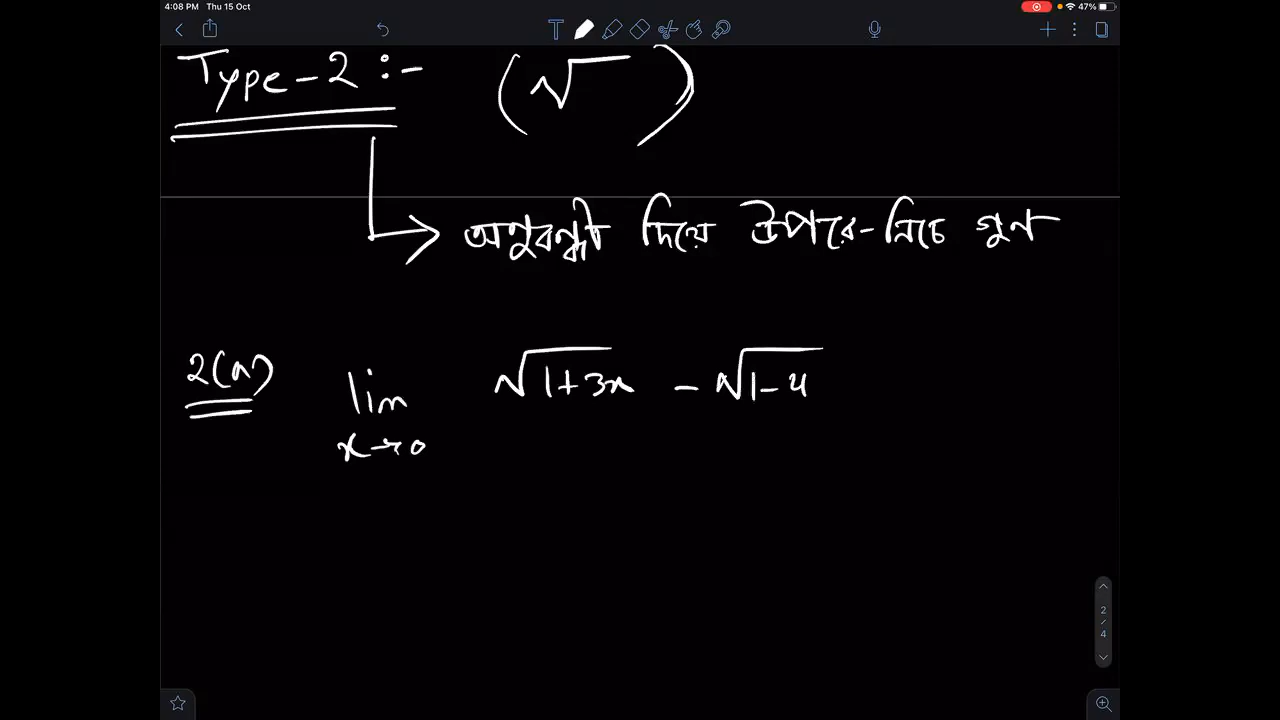 4:08 PM Thu 15 Oct 47%
Type-2 :- (√ )
অনুবন্ধী দিয়ে উপরে-নিচে গুন
2(a) lim √1+3x - √1-4
x→0
2
/
4